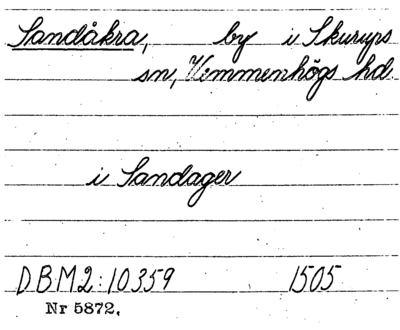 Sandåkra, by i Skurups
sn, Vemmenhögs hd.
i Sandager
DBM2:10359 1505
Nr 5872.